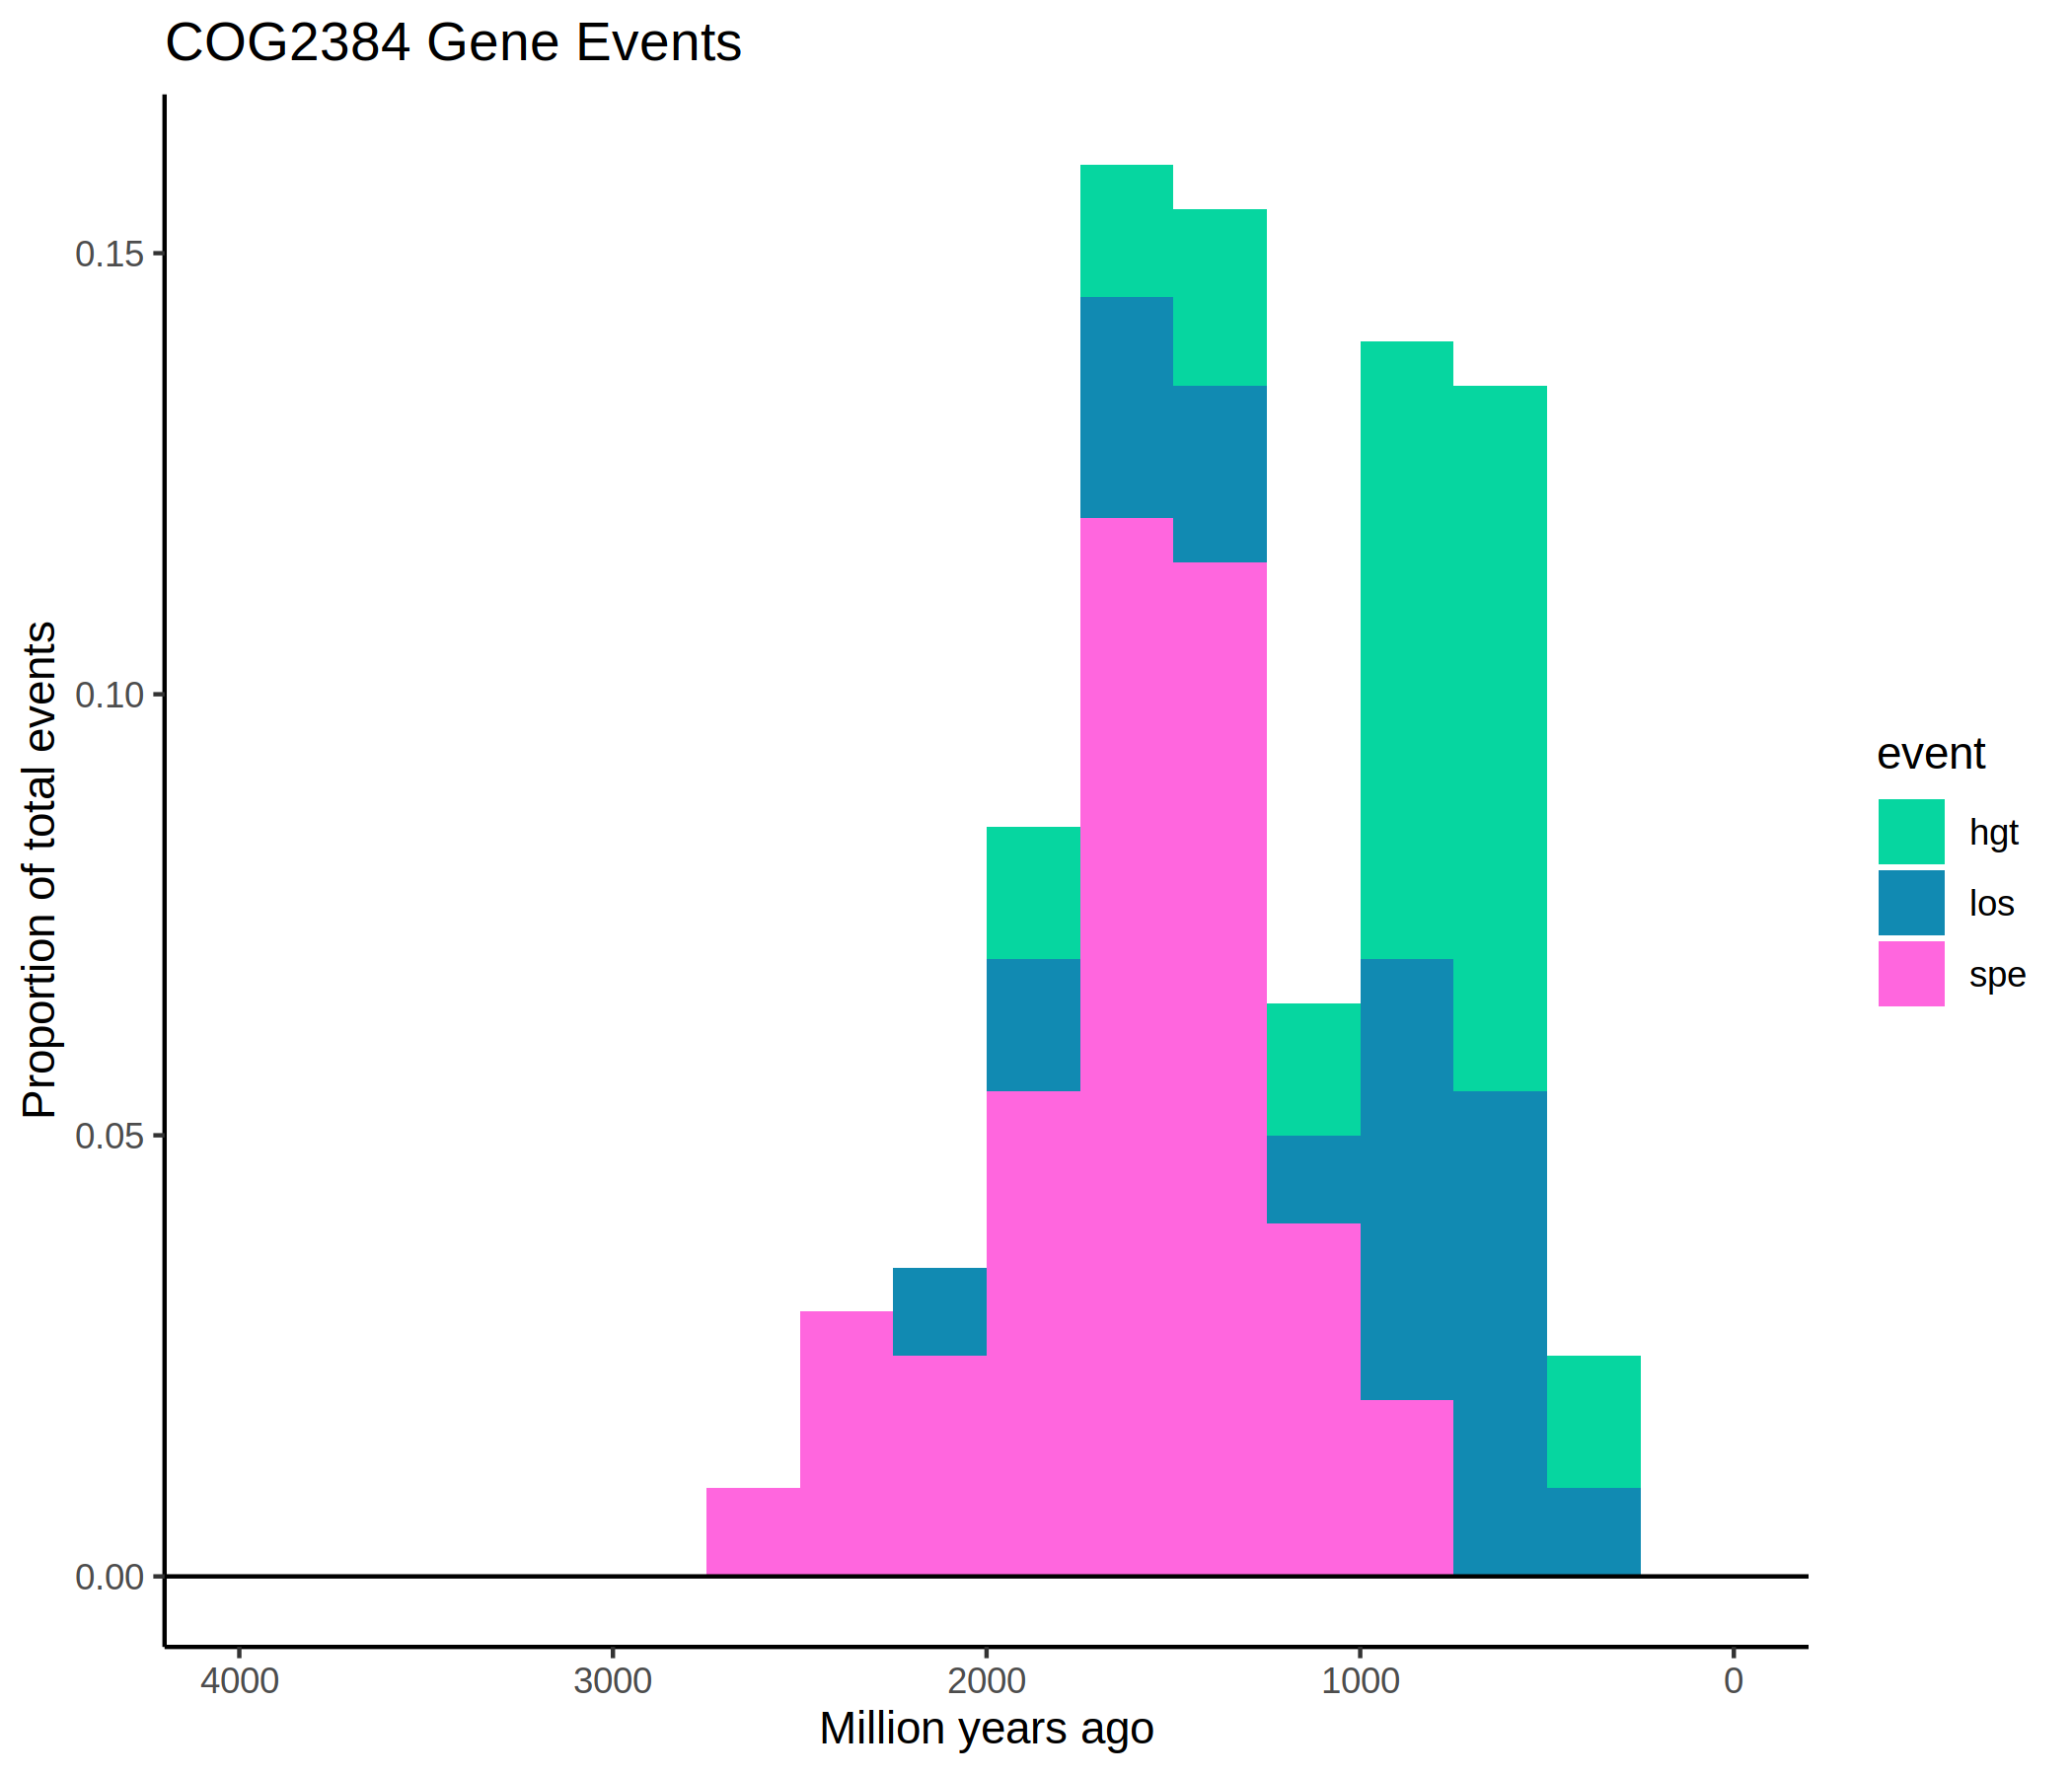 COG2384 Gene Events
Proportion of total events
0.15
0.10
0.05
0.00
4000 3000 2000 1000 0
Million years ago
event
hgt
los
spe